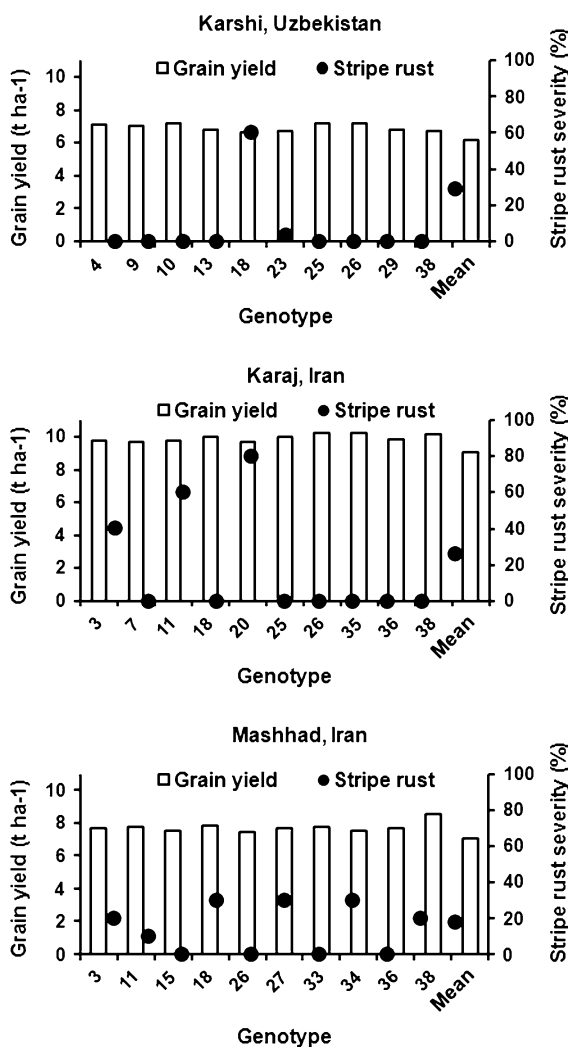 Karshi, Uzbekistan
Grain yield (t ha-1)
10
8
6
4
2
0
Grain yield
Stripe rust
100
80
60
40
20
0
Stripe rust severity (%)
4 9 10 13 18 23 25 26 29 38 Mean
Genotype
Karaj, Iran
Grain yield (t ha-1)
10
8
6
4
2
0
Grain yield
Stripe rust
100
80
60
40
20
0
Stripe rust severity (%)
3 7 11 18 20 25 26 35 36 38 Mean
Genotype
Mashhad, Iran
Grain yield (t ha-1)
10
8
6
4
2
0
Grain yield
Stripe rust
100
80
60
40
20
0
Stripe rust severity (%)
3 11 15 18 26 27 33 34 36 38 Mean
Genotype